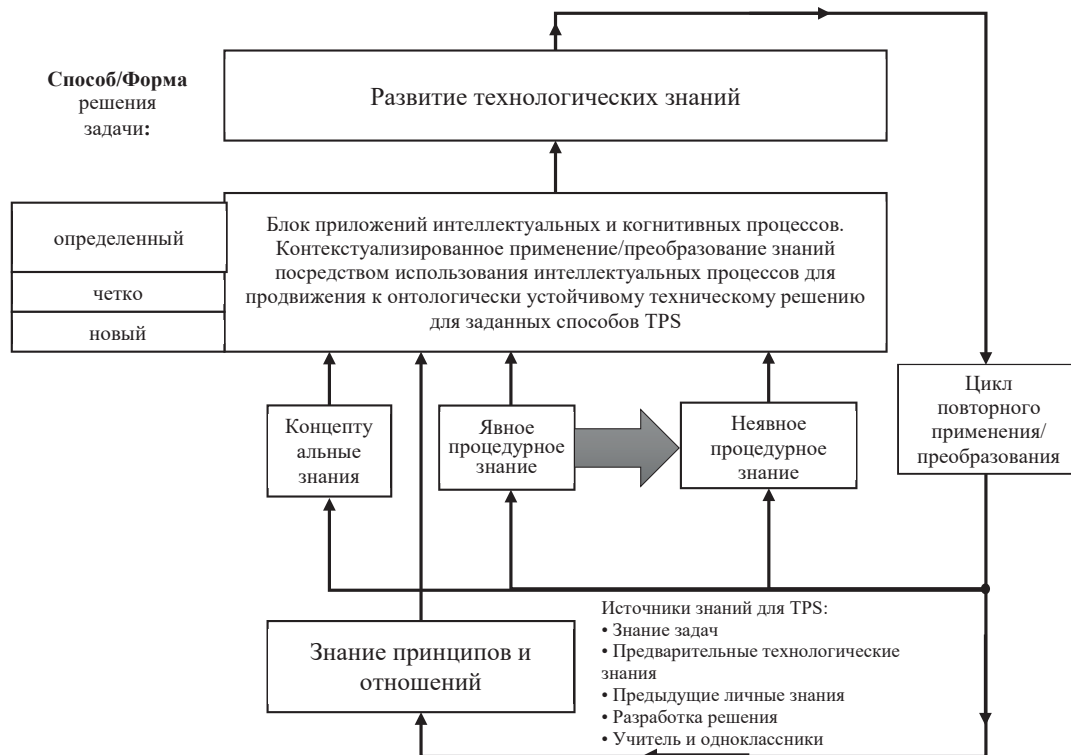 Развитие технологических знаний
Способ/Форма
решения
задачи:
Блок приложений интеллектуальных и когнитивных процессов.
Контекстуализированное применение/преобразование знаний
посредством использования интеллектуальных процессов для
продвижения к онтологически устойчивому техническому решению
для заданных способов TPS
определенный
четко
новый
Концепту
альные
знания
Явное
процедурное
знание
Неявное
процедурное
знание
Цикл
повторного
применения/
преобразования
Знание принципов и
отношений
Источники знаний для TPS:
• Знание задач
• Предварительные технологические
знания
• Предыдущие личные знания
• Разработка решения
• Учитель и одноклассники